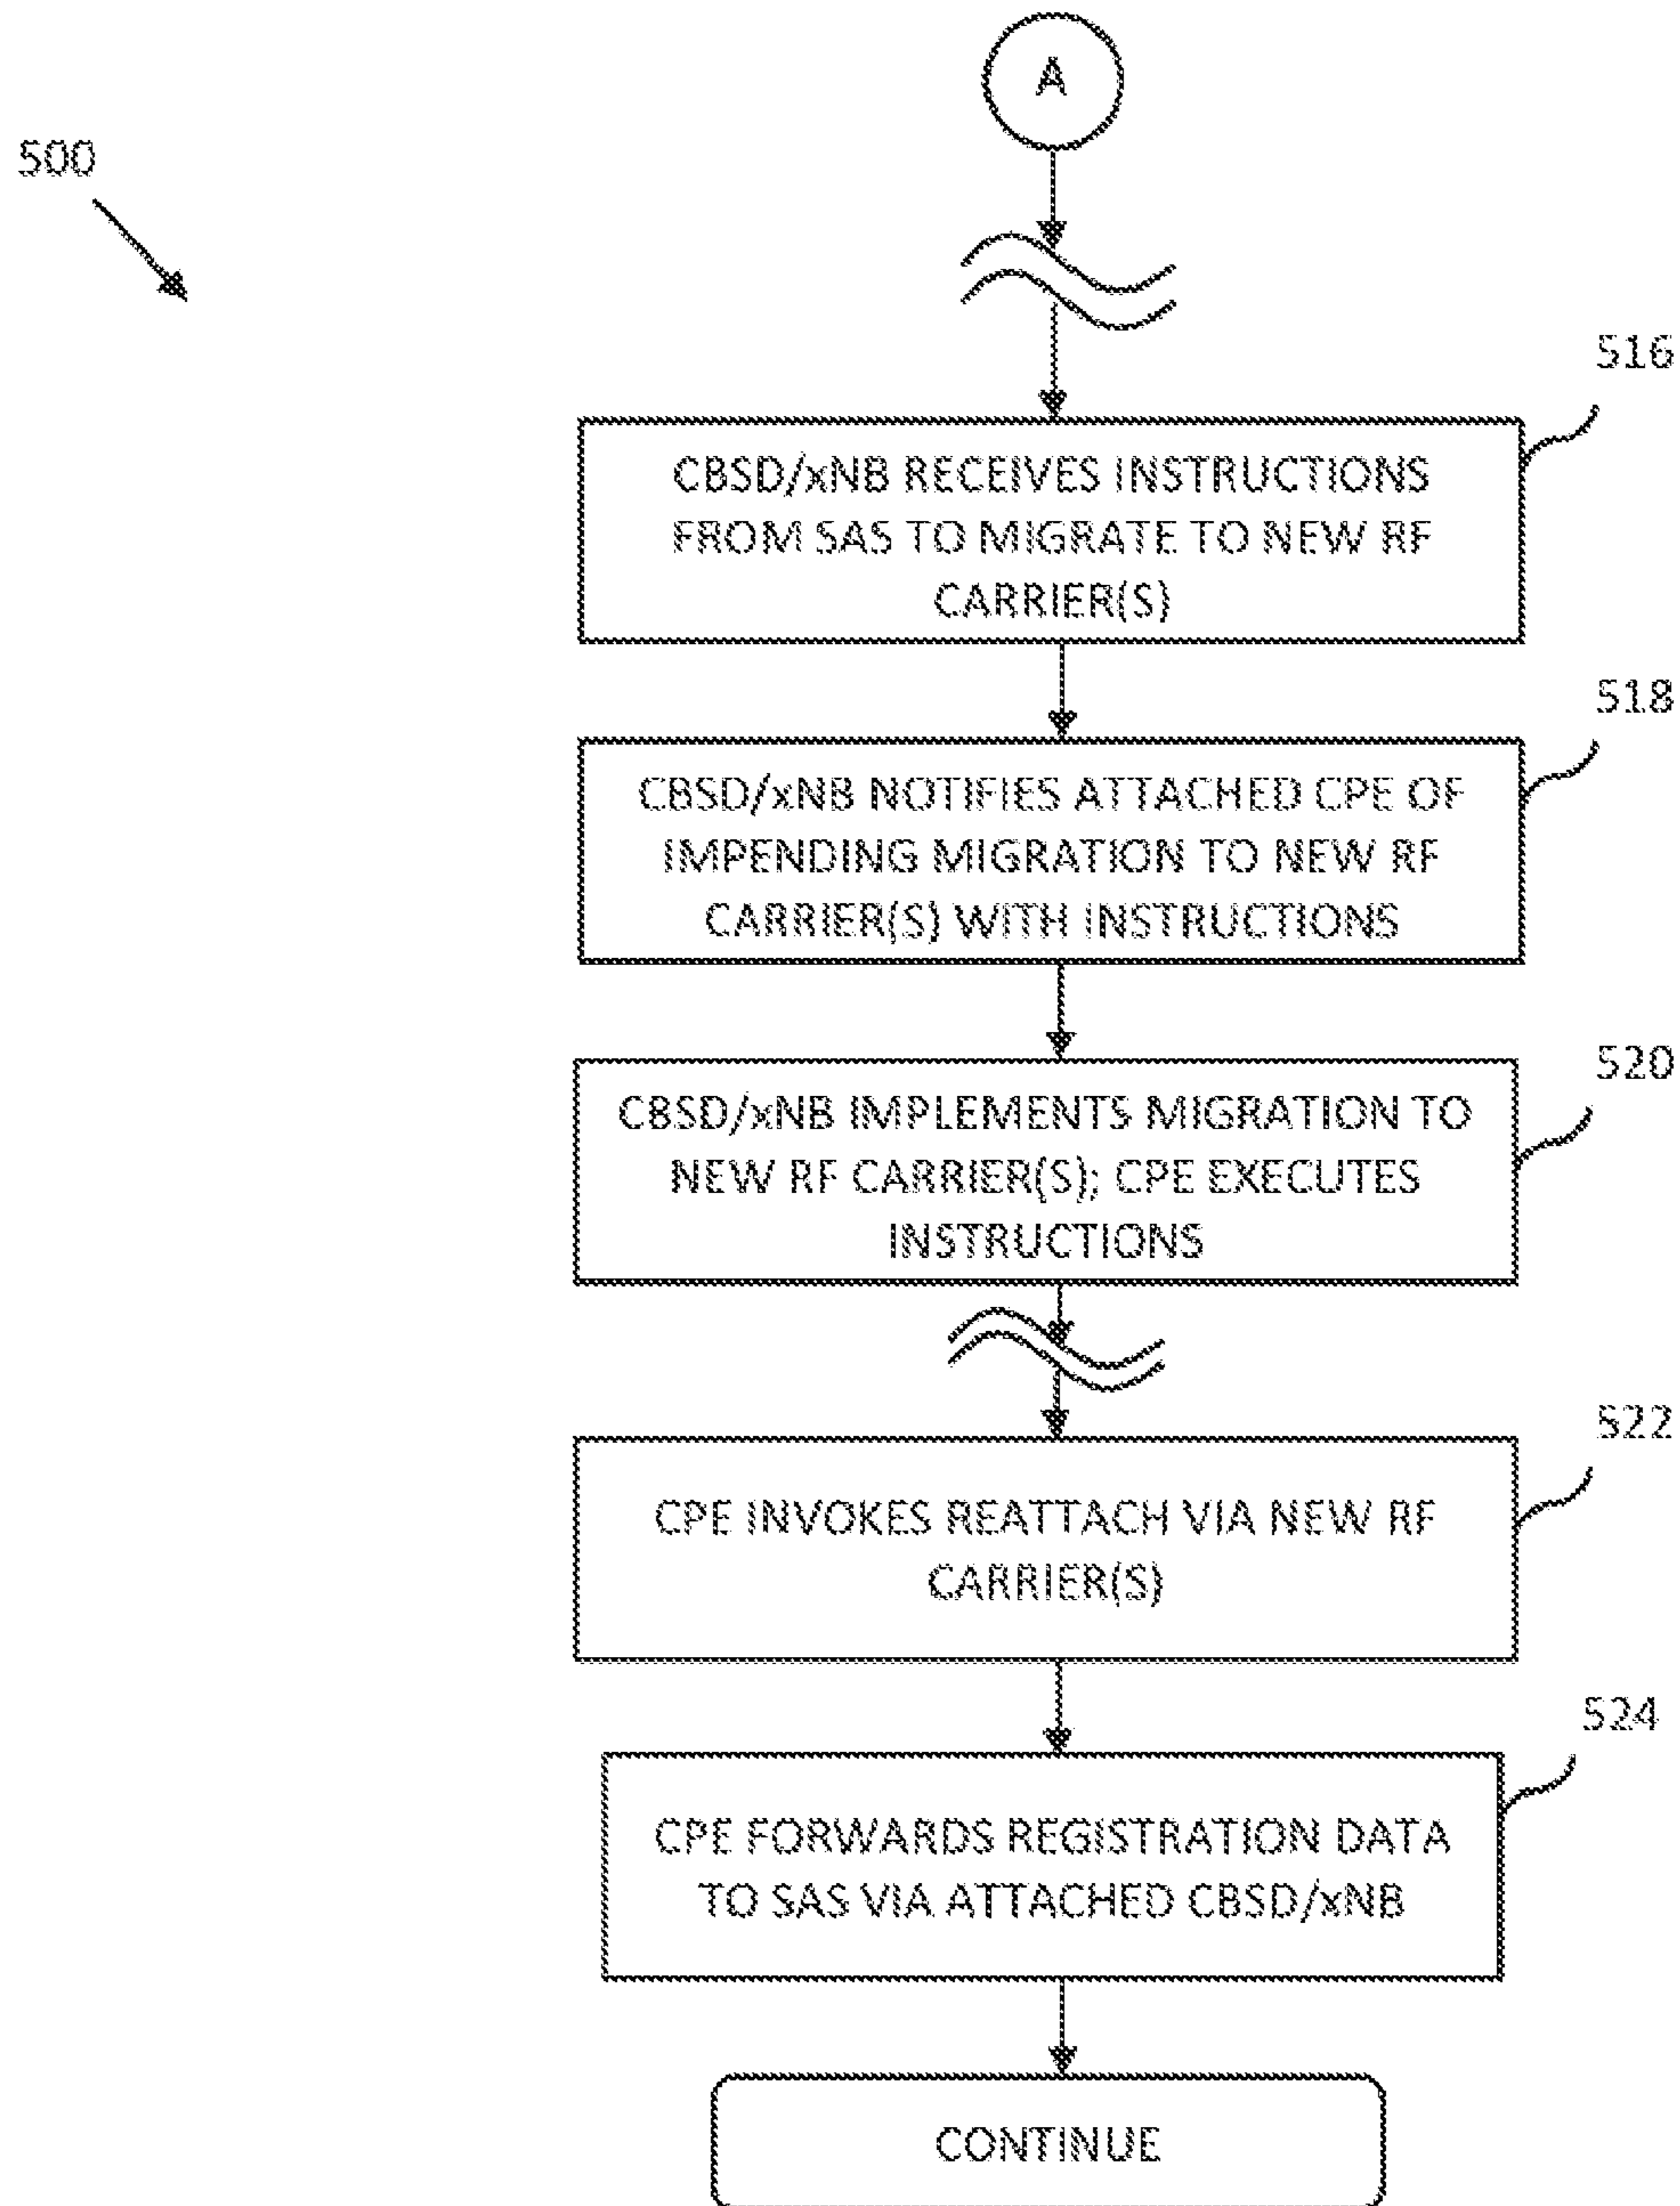 A
500
516
CBSD/xNB RECEIVES INSTRUCTIONS
FROM SAS TO MIGRATE TO NEW RF
CARRIER(S)
518
CBSD/xNB NOTIFIES ATTACHED CPE OF
IMPENDING MIGRATION TO NEW RF
CARRIER(S) WITH INSTRUCTIONS
520
CBSD/xNB IMPLEMENTS MIGRATION TO
NEW RF CARRIER(S); CPE EXECUTES
INSTRUCTIONS
522
CPE INVOKES REATTACH VIA NEW RF
CARRIER(S)
524
CPE FORWARDS REGISTRATION DATA
TO SAS VIA ATTACHED CBSD/xNB
CONTINUE